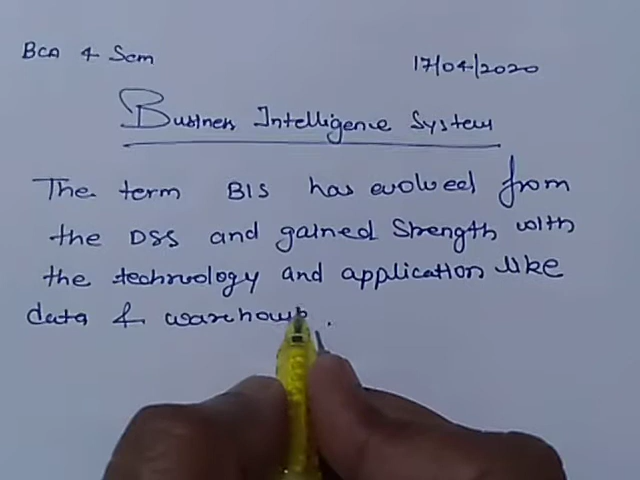 BCA 4 Sem
17/04/2020
Business Intelligence System
The term BIS has evolved from
the DSS and gained Strength with
the technology and application like
data & warehouse.